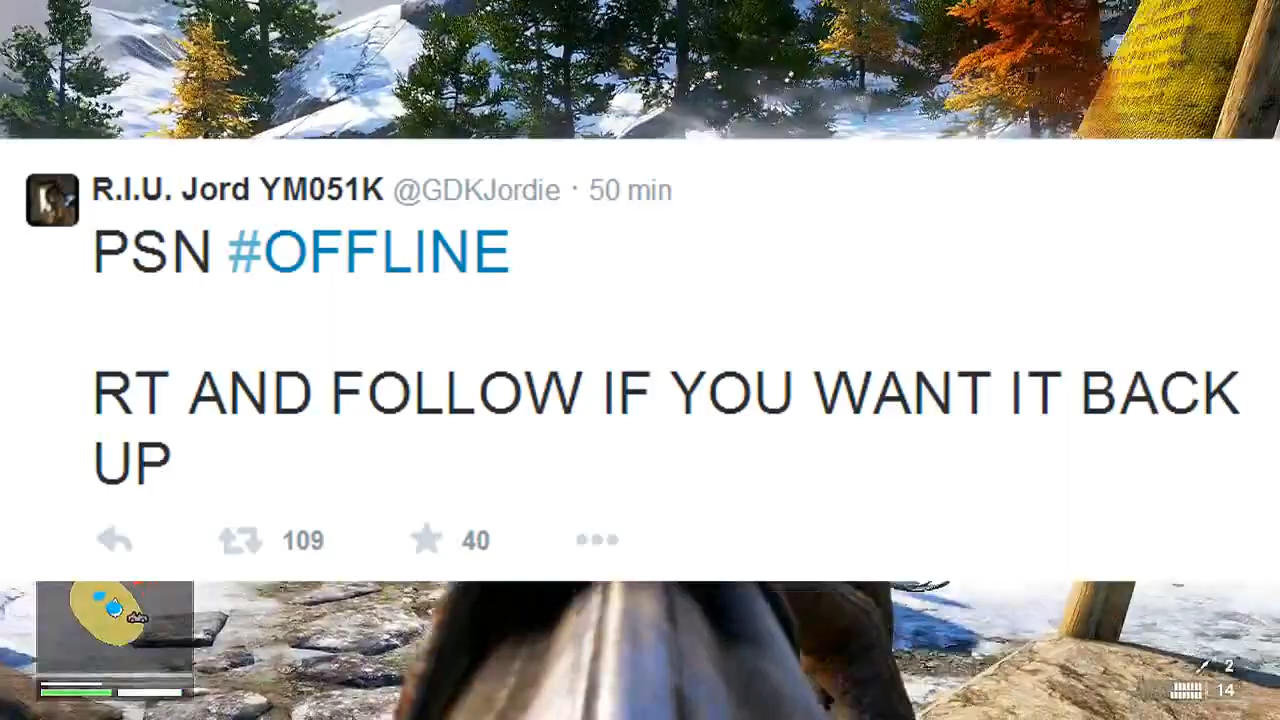 R.I.U. Jord YM051K @GDKJordie · 50 min
PSN #OFFLINE
RT AND FOLLOW IF YOU WANT IT BACK
UP
109 40
2
14